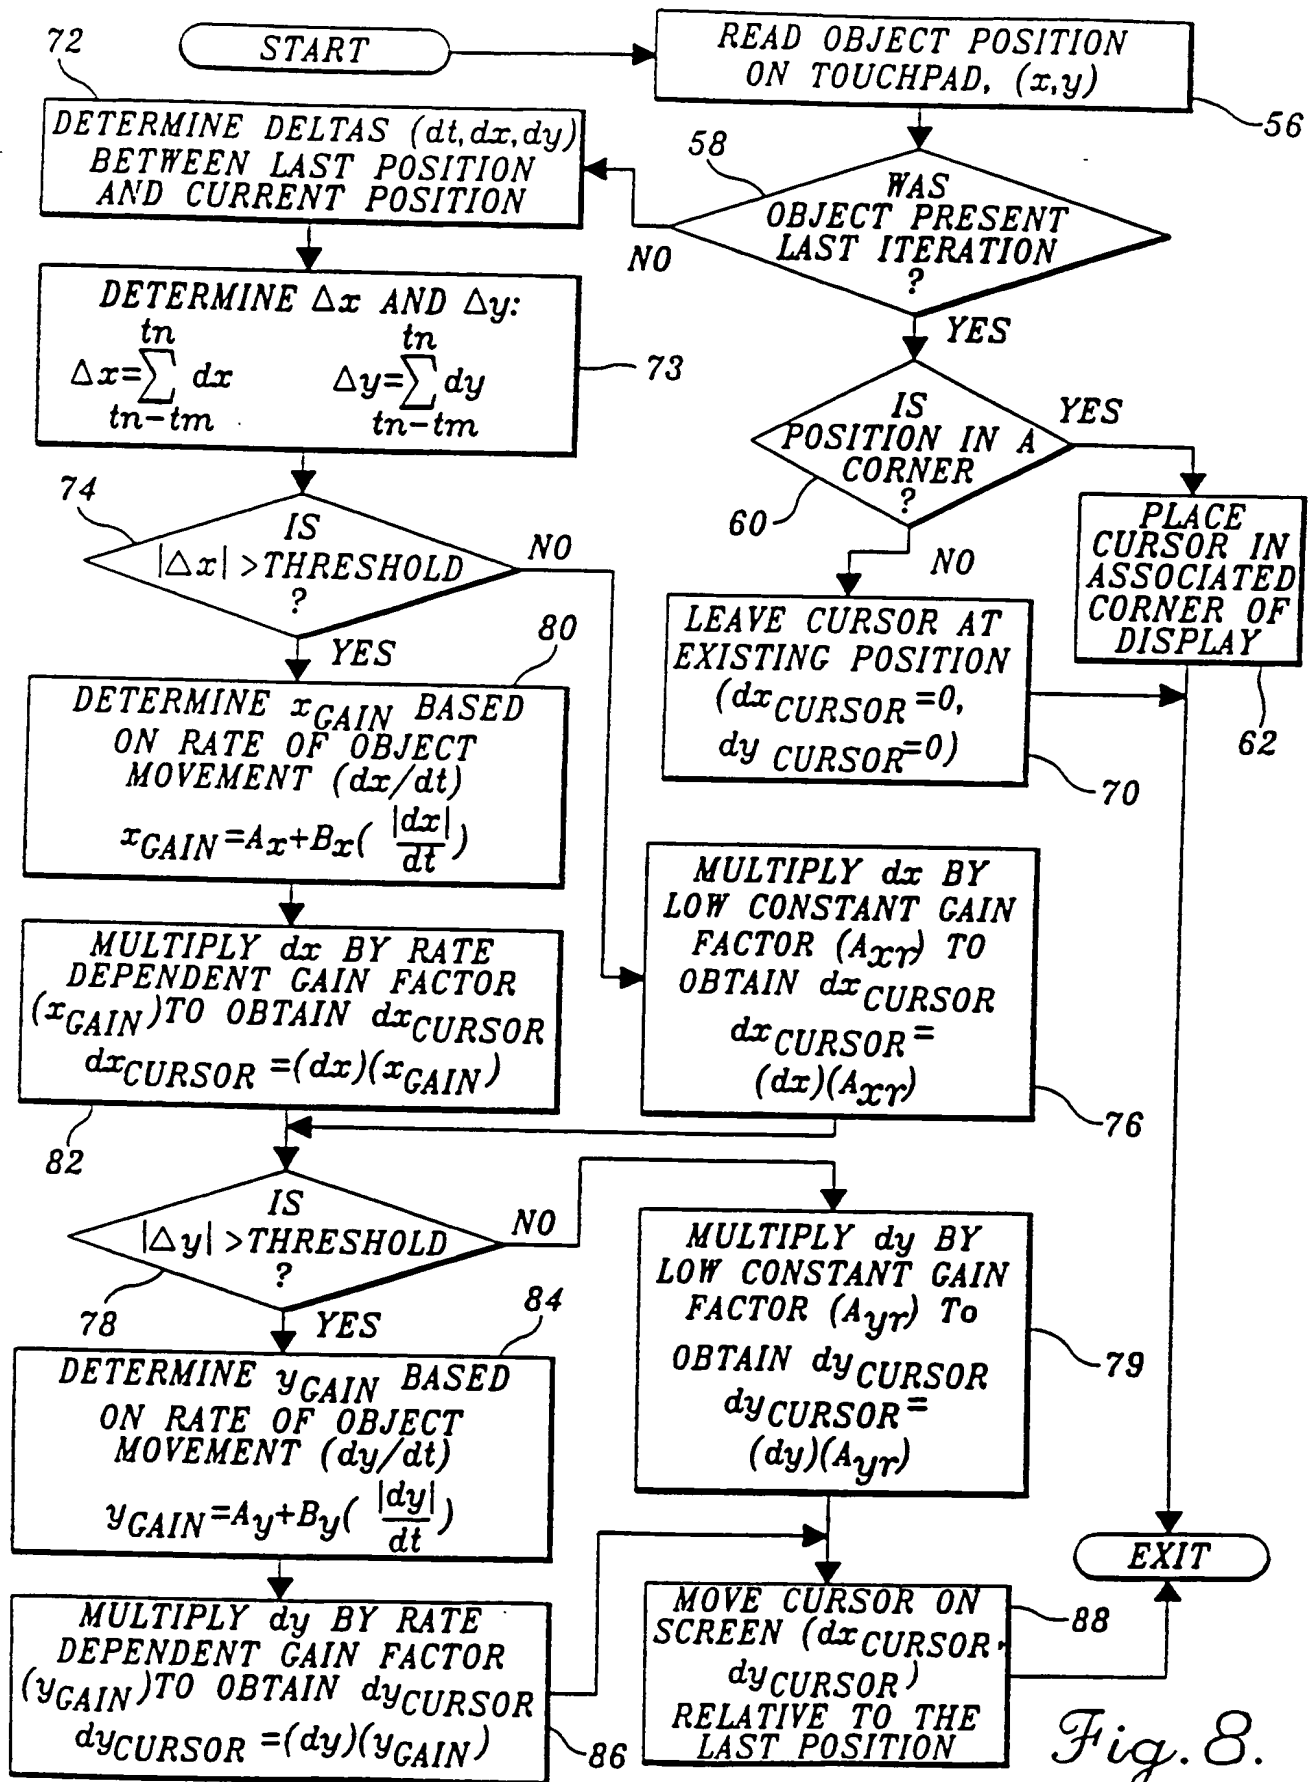 START
READ OBJECT POSITION
ON TOUCHPAD, (x,y)
56
72
DETERMINE DELTAS (dt,dx,dy)
BETWEEN LAST POSITION
AND CURRENT POSITION
58
WAS
OBJECT PRESENT
LAST ITERATION
?
NO
YES
DETERMINE Δx AND Δy:
tn
Δx=∑ dx
tn-tm
tn
Δy=∑ dy
tn-tm
73
IS
POSITION IN A
CORNER
?
60
YES
NO
PLACE
CURSOR IN
ASSOCIATED
CORNER OF
DISPLAY
62
LEAVE CURSOR AT
EXISTING POSITION
(dxCURSOR=0,
dy CURSOR=0)
70
74
IS
|Δx| >THRESHOLD
?
NO
YES
80
DETERMINE xGAIN BASED
ON RATE OF OBJECT
MOVEMENT (dx/dt)
xGAIN=Ax+Bx( |dx|/dt)
MULTIPLY dx BY RATE
DEPENDENT GAIN FACTOR
(xGAIN)TO OBTAIN dxCURSOR
dxCURSOR=(dx)(xGAIN)
82
MULTIPLY dx BY
LOW CONSTANT GAIN
FACTOR (Axr) TO
OBTAIN dxCURSOR
dxCURSOR=
(dx)(Axr)
76
IS
|Δy| >THRESHOLD
?
78
NO
YES
84
DETERMINE yGAIN BASED
ON RATE OF OBJECT
MOVEMENT (dy/dt)
yGAIN=Ay+By( |dy|/dt)
MULTIPLY dy BY RATE
DEPENDENT GAIN FACTOR
(yGAIN)TO OBTAIN dyCURSOR
dyCURSOR=(dy)(yGAIN)
86
MULTIPLY dy BY
LOW CONSTANT GAIN
FACTOR (Ayr) To
OBTAIN dyCURSOR
dyCURSOR=
(dy)(Ayr)
79
EXIT
MOVE CURSOR ON
SCREEN (dxCURSOR,
dyCURSOR)
RELATIVE TO THE
LAST POSITION
88
Fig. 8.